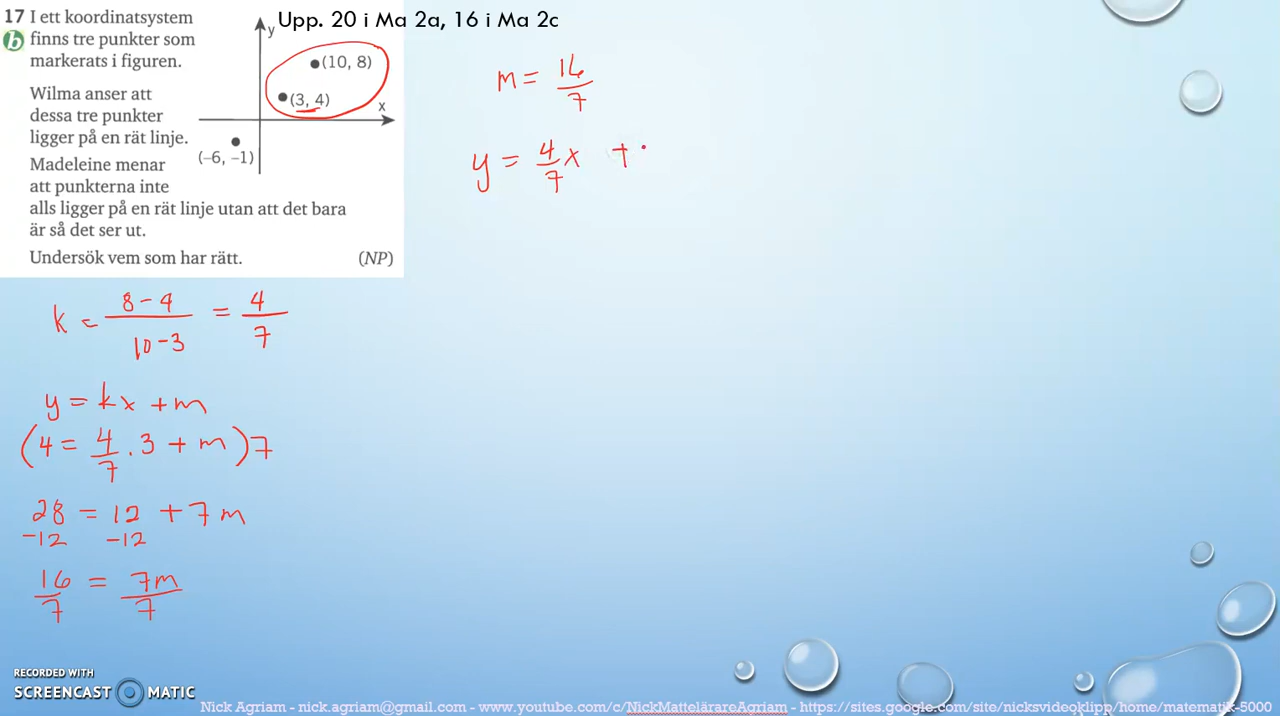 Upp. 20 i Ma 2a, 16 i Ma 2c
17 I ett koordinatsystem
b finns tre punkter som
markerats i figuren.
Wilma anser att
dessa tre punkter
ligger på en rät linje.
Madeleine menar
att punkterna inte
alls ligger på en rät linje utan att det bara
är så det ser ut.
Undersök vem som har rätt. (NP)
y
(10, 8)
(3, 4)
x
(–6, –1)
k = 8-4 / 10-3 = 4/7
y = kx + m
(4 = 4/7 · 3 + m) 7
28 = 12 + 7m
-12 -12
16/7 = 7m/7
m = 16/7
y = 4/7 x +
RECORDED WITH
SCREENCAST MATIC
Nick Agriam - nick.agriam@gmail.com - www.youtube.com/c/NickMattelärareAgriam - https://sites.google.com/site/nicksvideoklipp/home/matematik-5000